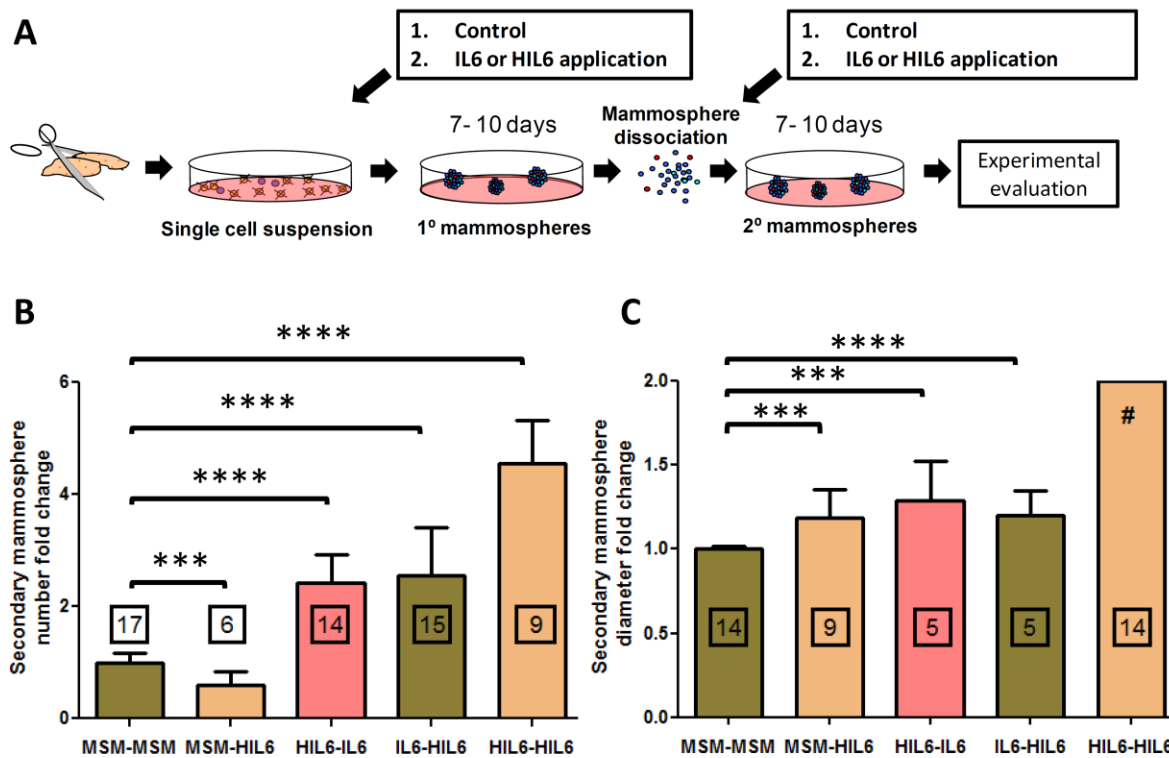 A
1. Control
2. IL6 or HIL6 application
1. Control
2. IL6 or HIL6 application
7- 10 days
Mammosphere
dissociation
7- 10 days
Single cell suspension
1º mammospheres
2º mammospheres
Experimental
evaluation
B
Secondary mammosphere
number fold change
6
4
2
0
****
****
****
***
17
6
14
15
9
MSM-MSM
MSM-HIL6
HIL6-IL6
IL6-HIL6
HIL6-HIL6
C
Secondary mammosphere
diameter fold change
2.0
1.5
1.0
0.5
0.0
****
***
***
#
14
9
5
5
14
MSM-MSM
MSM-HIL6
HIL6-IL6
IL6-HIL6
HIL6-HIL6